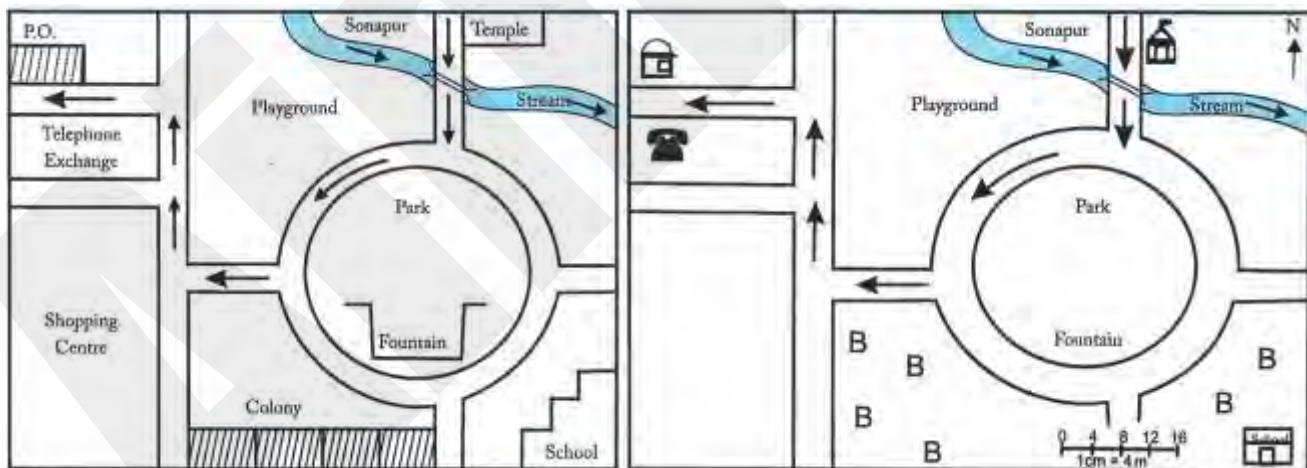 P.O.
Sonapur
Temple
Stream
Playground
Telephone
Exchange
Park
Shopping
Centre
Fountain
Colony
School
Sonapur
N
Playground
Stream
Park
Fountain
B
B
B
B
B
B
0 4 8 12 16
1cm = 4m
School